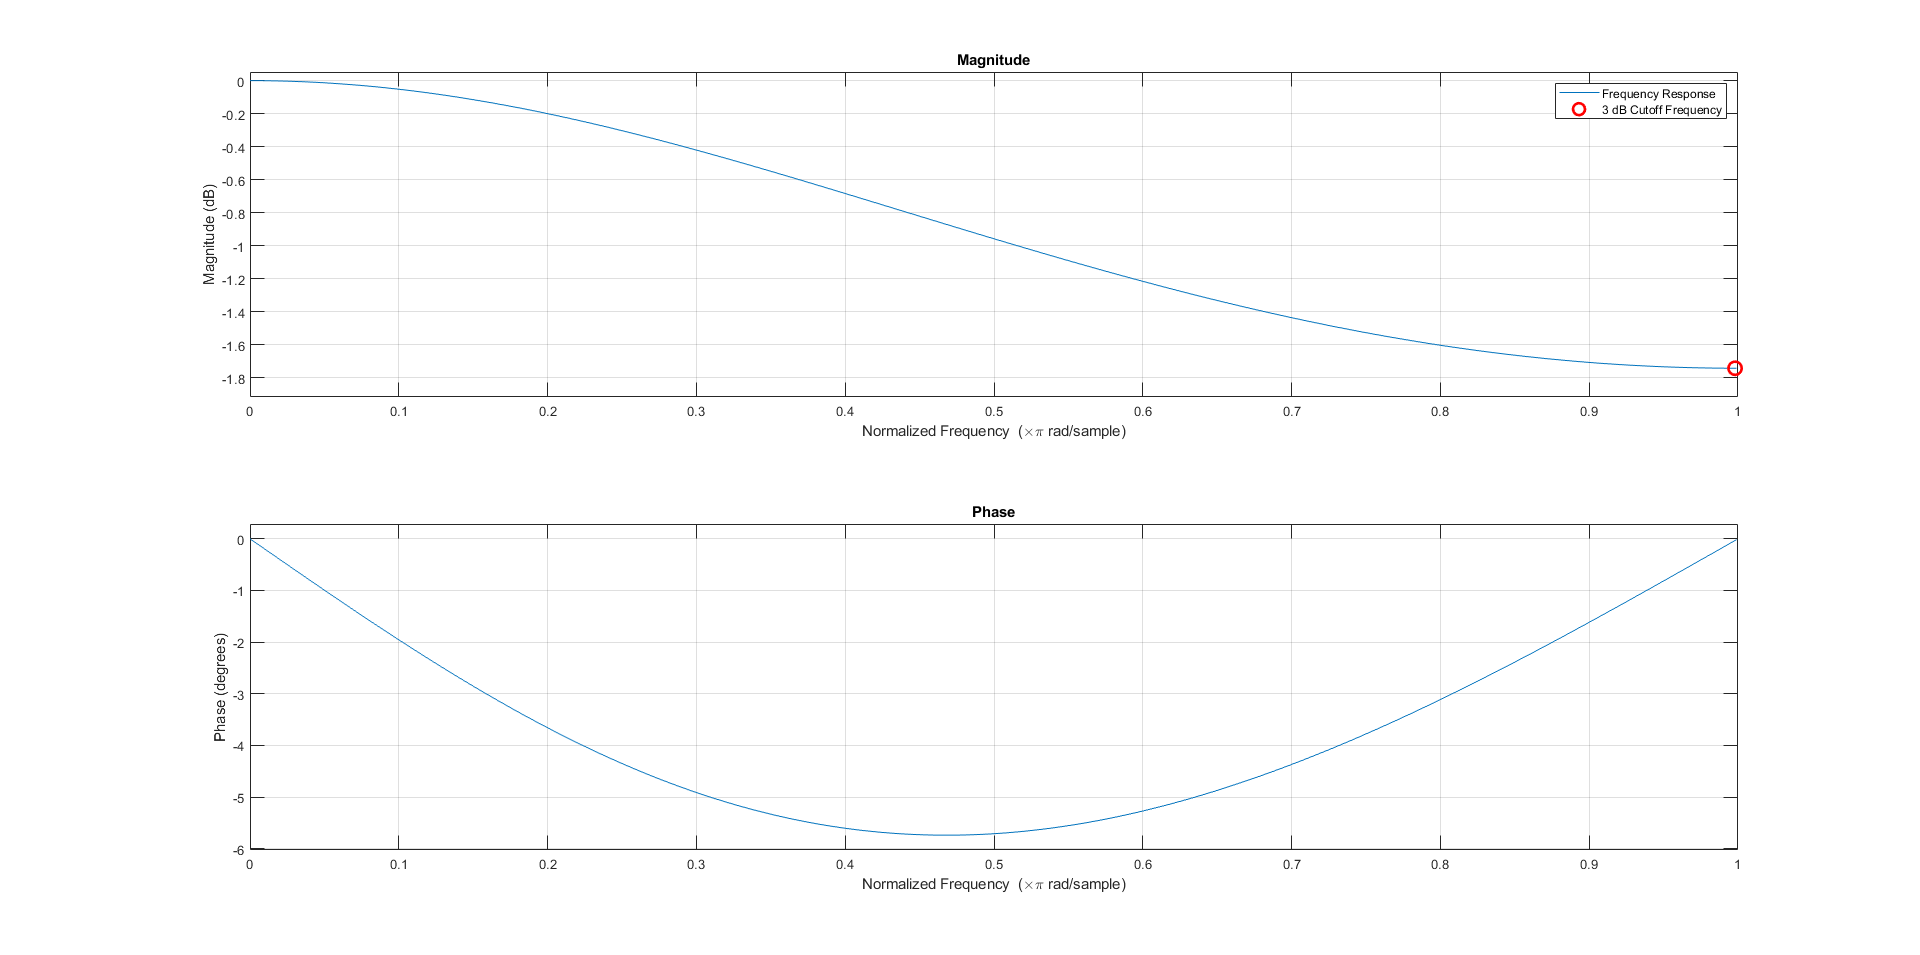 Magnitude
Frequency Response
3 dB Cutoff Frequency
Magnitude (dB)
0
-0.2
-0.4
-0.6
-0.8
-1
-1.2
-1.4
-1.6
-1.8
0 0.1 0.2 0.3 0.4 0.5 0.6 0.7 0.8 0.9 1
Normalized Frequency (×π rad/sample)
Phase
Phase (degrees)
0
-1
-2
-3
-4
-5
-6
0 0.1 0.2 0.3 0.4 0.5 0.6 0.7 0.8 0.9 1
Normalized Frequency (×π rad/sample)